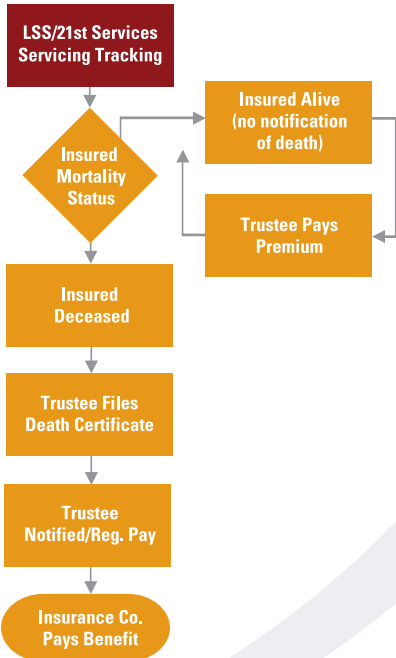 LSS/21st Services
Servicing Tracking
Insured
Mortality
Status
Insured Alive
(no notification
of death)
Trustee Pays
Premium
Insured
Deceased
Trustee Files
Death Certificate
Trustee
Notified/Reg. Pay
Insurance Co.
Pays Benefit